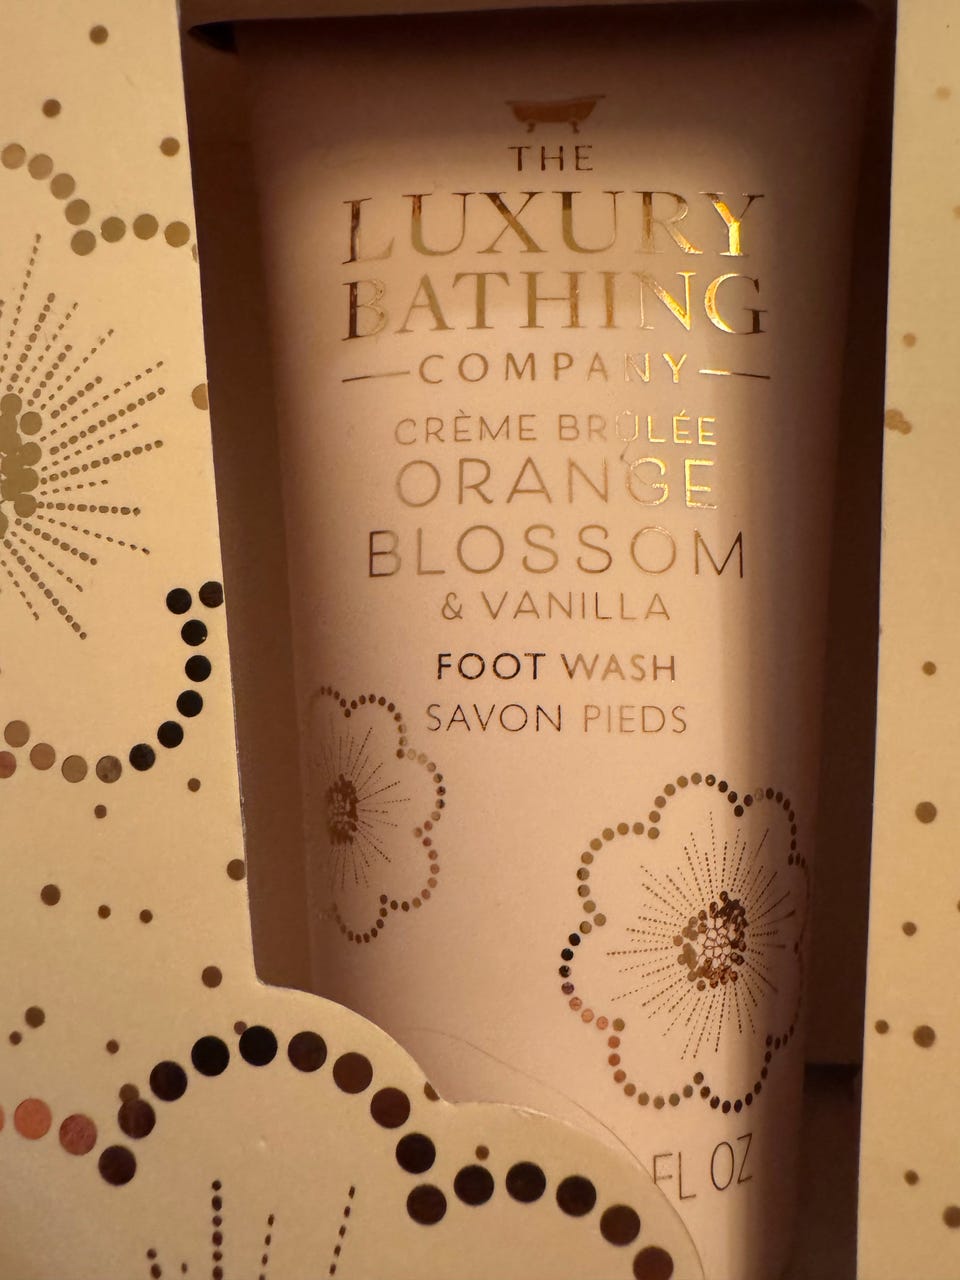 THE
LUXURY
BATHING
COMPANY
CRÈME BRÛLÉE
ORANGE
BLOSSOM
& VANILLA
FOOT WASH
SAVON PIEDS
FL OZ